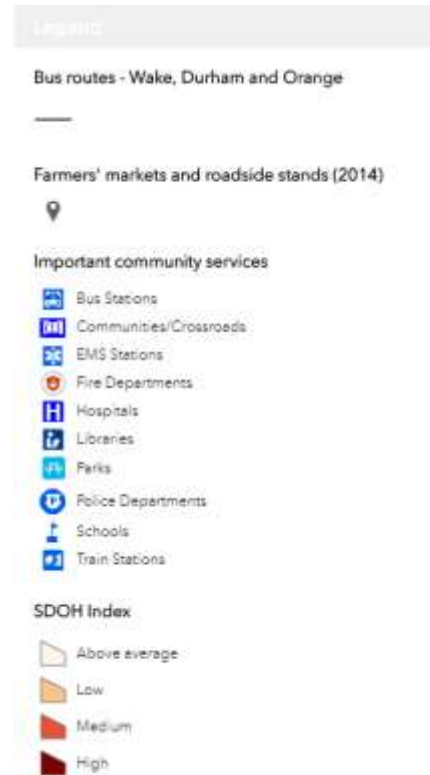 Legend
Bus routes - Wake, Durham and Orange
Farmers' markets and roadside stands (2014)
Important community services
Bus Stations
Communities/Crossroads
EMS Stations
Fire Departments
H Hospitals
Libraries
Parks
Police Departments
Schools
Train Stations
SDOH Index
Above average
Low
Medium
High